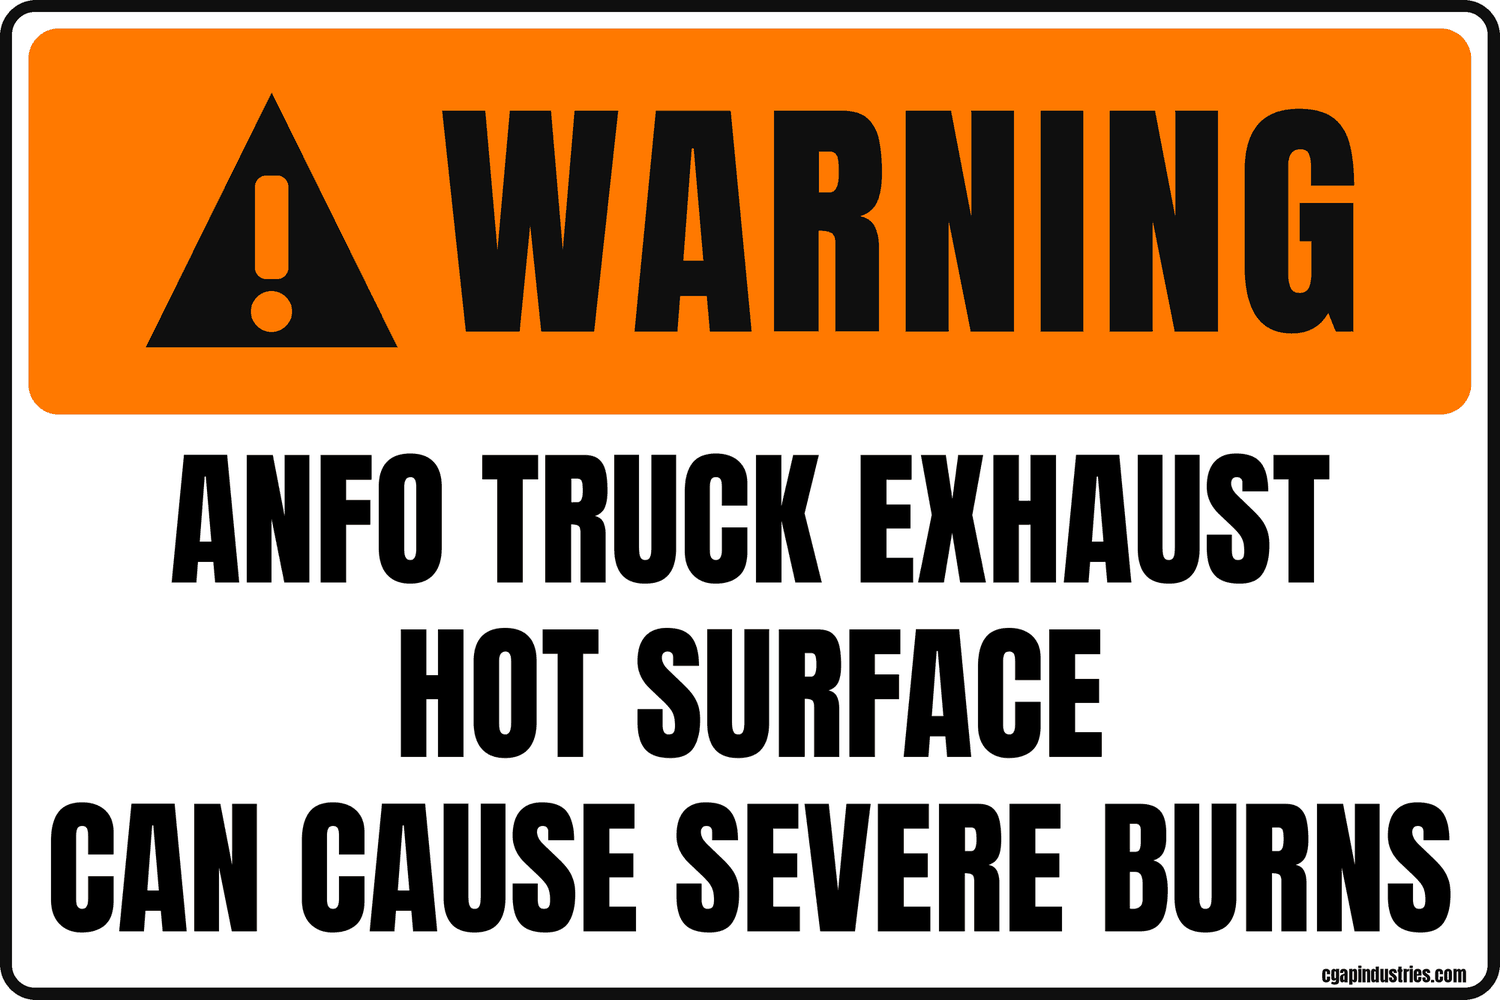 WARNING
ANFO TRUCK EXHAUST
HOT SURFACE
CAN CAUSE SEVERE BURNS
cgapindustries.com